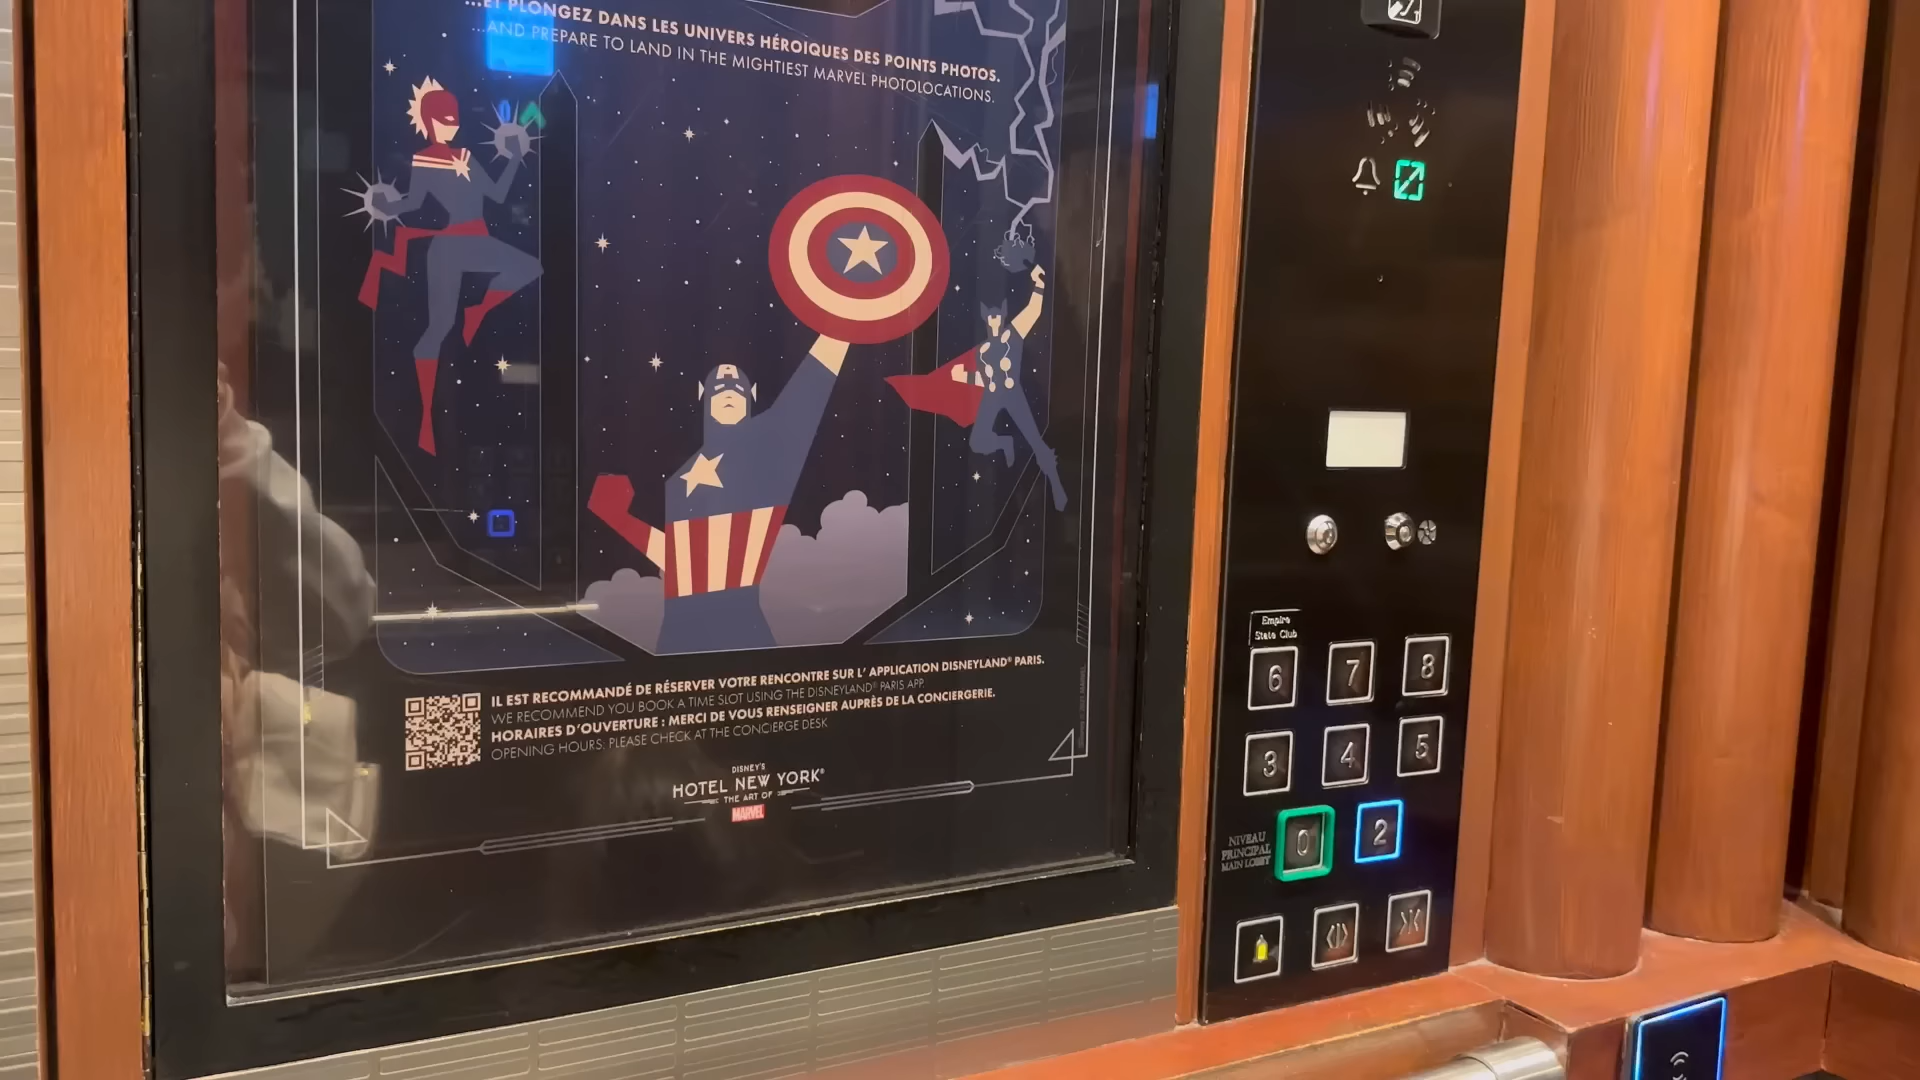 ...ET PLONGEZ DANS LES UNIVERS HÉROÏQUES DES POINTS PHOTOS.
...AND PREPARE TO LAND IN THE MIGHTIEST MARVEL PHOTOLOCATIONS.
IL EST RECOMMANDÉ DE RÉSERVER VOTRE RENCONTRE SUR L' APPLICATION DISNEYLAND® PARIS.
WE RECOMMEND YOU BOOK A TIME SLOT USING THE DISNEYLAND® PARIS APP.
HORAIRES D'OUVERTURE : MERCI DE VOUS RENSEIGNER AUPRÈS DE LA CONCIERGERIE.
OPENING HOURS: PLEASE CHECK AT THE CONCIERGE DESK
DISNEY'S
HOTEL NEW YORK®
THE ART OF
MARVEL
Empire
State Club
6 7 8
3 4 5
NIVEAU
PRINCIPAL
MAIN LOBBY
0 2